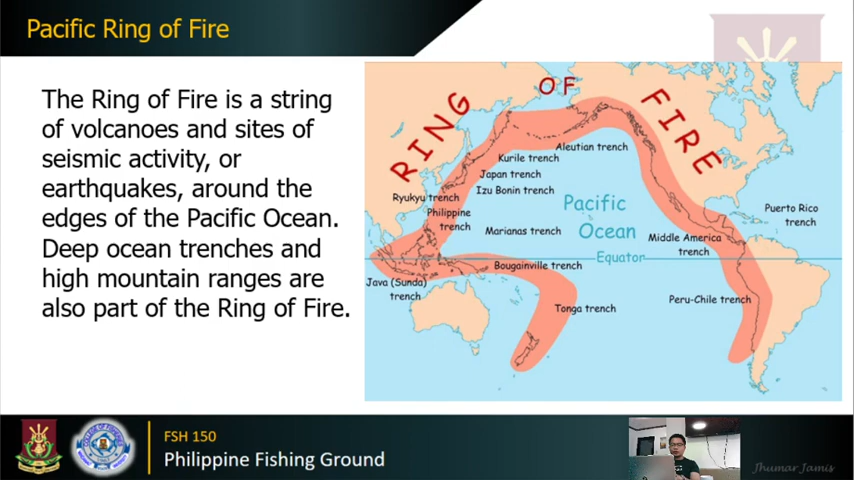 Pacific Ring of Fire
The Ring of Fire is a string
of volcanoes and sites of
seismic activity, or
earthquakes, around the
edges of the Pacific Ocean.
Deep ocean trenches and
high mountain ranges are
also part of the Ring of Fire.
RING OF FIRE
Aleutian trench
Kurile trench
Japan trench
Izu Bonin trench
Ryukyu trench
Philippine
trench
Marianas trench
Pacific
Ocean
Equator
Puerto Rico
trench
Middle America
trench
Bougainville trench
Java (Sunda)
trench
Tonga trench
Peru-Chile trench
FSH 150
Philippine Fishing Ground
Jhumar Jamis